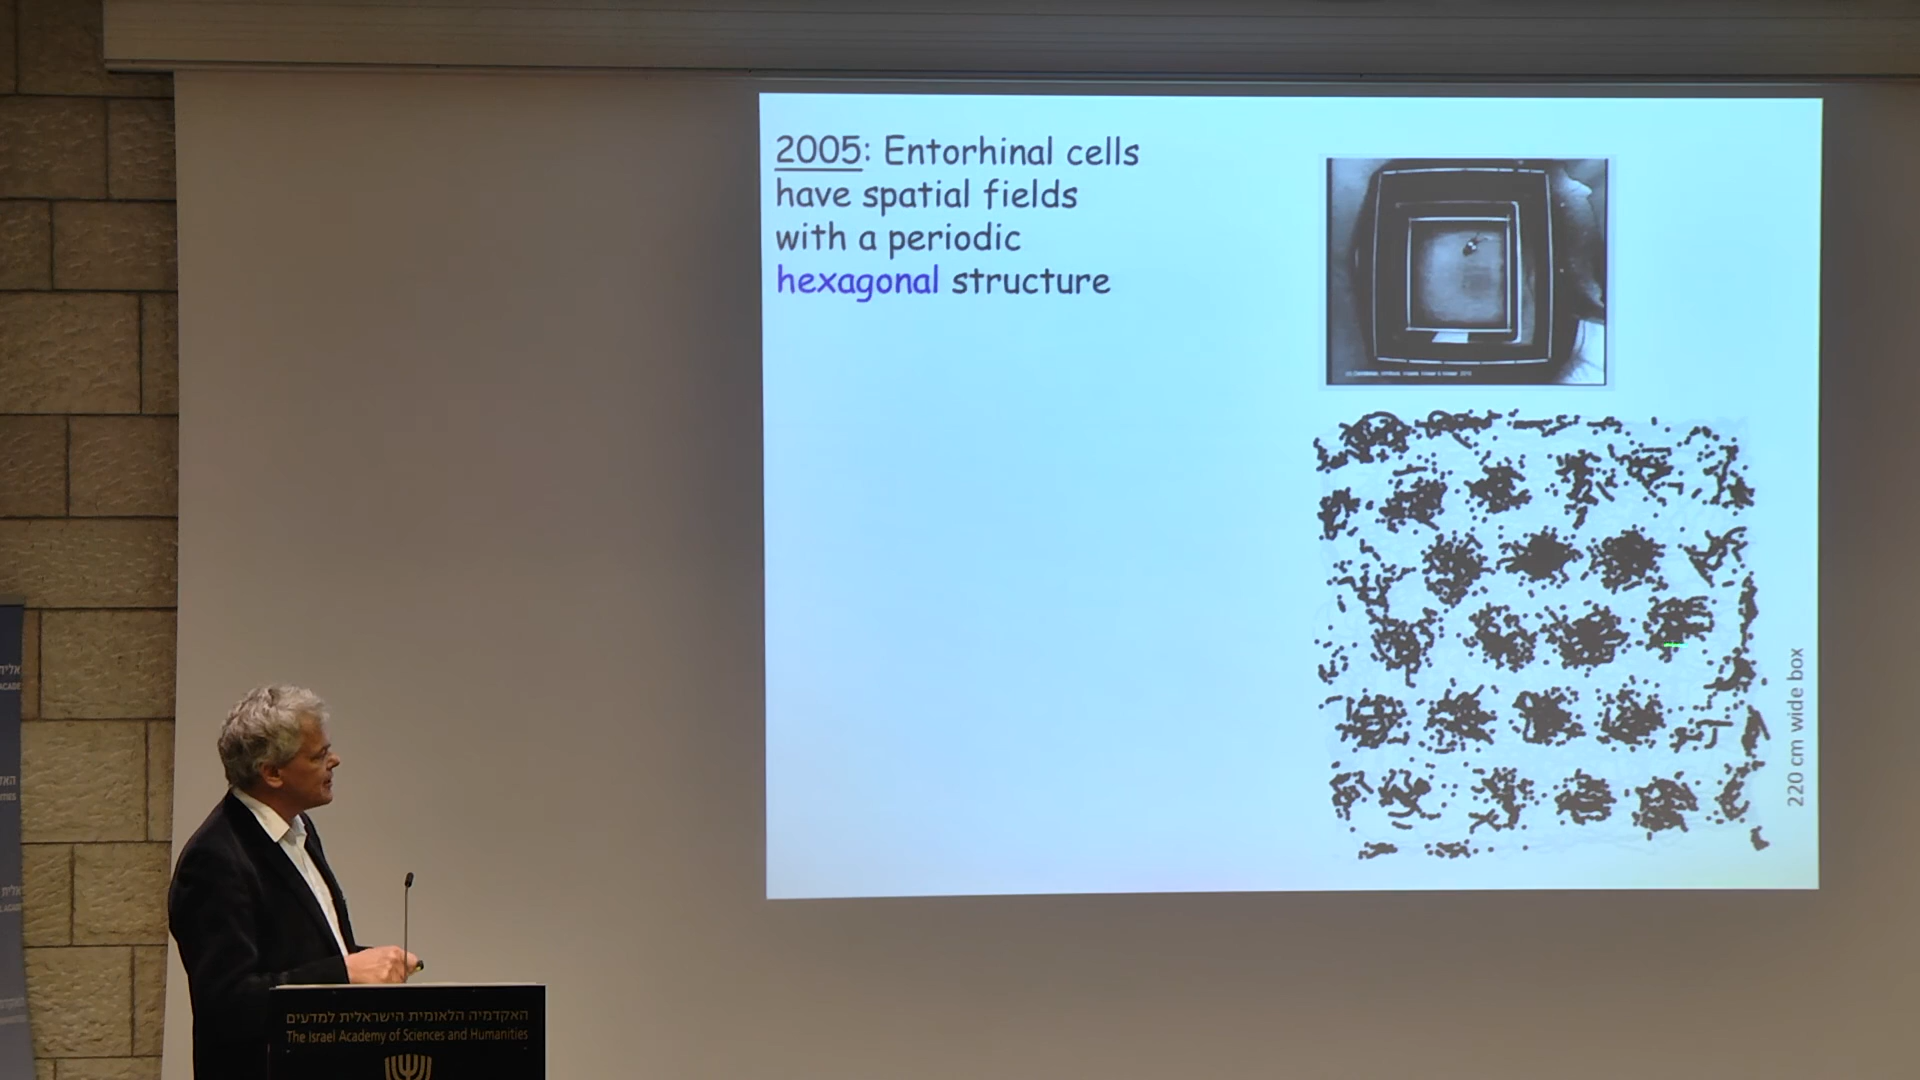 2005: Entorhinal cells
have spatial fields
with a periodic
hexagonal structure
220 cm wide box
האקדמיה הלאומית הישראלית למדעים
The Israel Academy of Sciences and Humanities